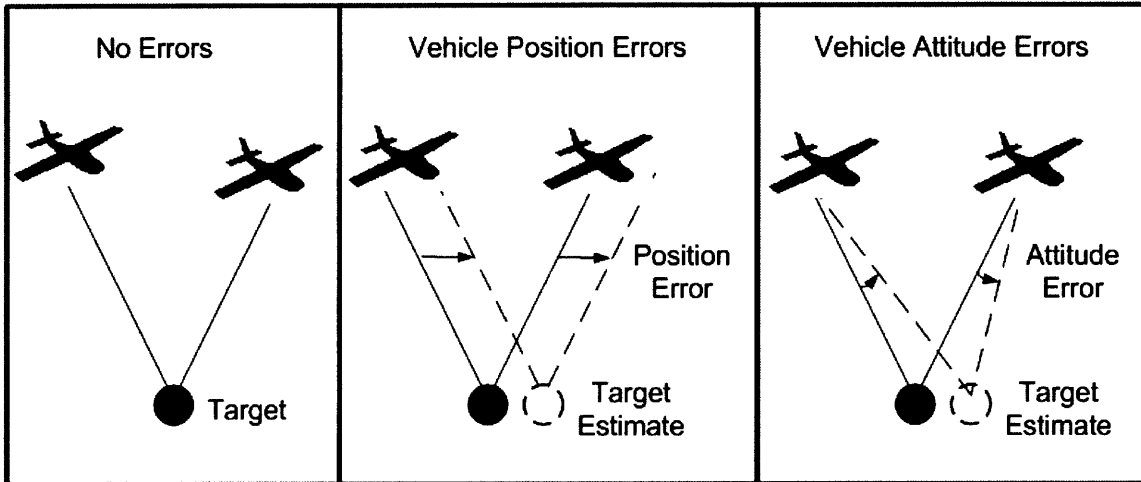 No Errors
Target
Vehicle Position Errors
Position
Error
Target
Estimate
Vehicle Attitude Errors
Attitude
Error
Target
Estimate